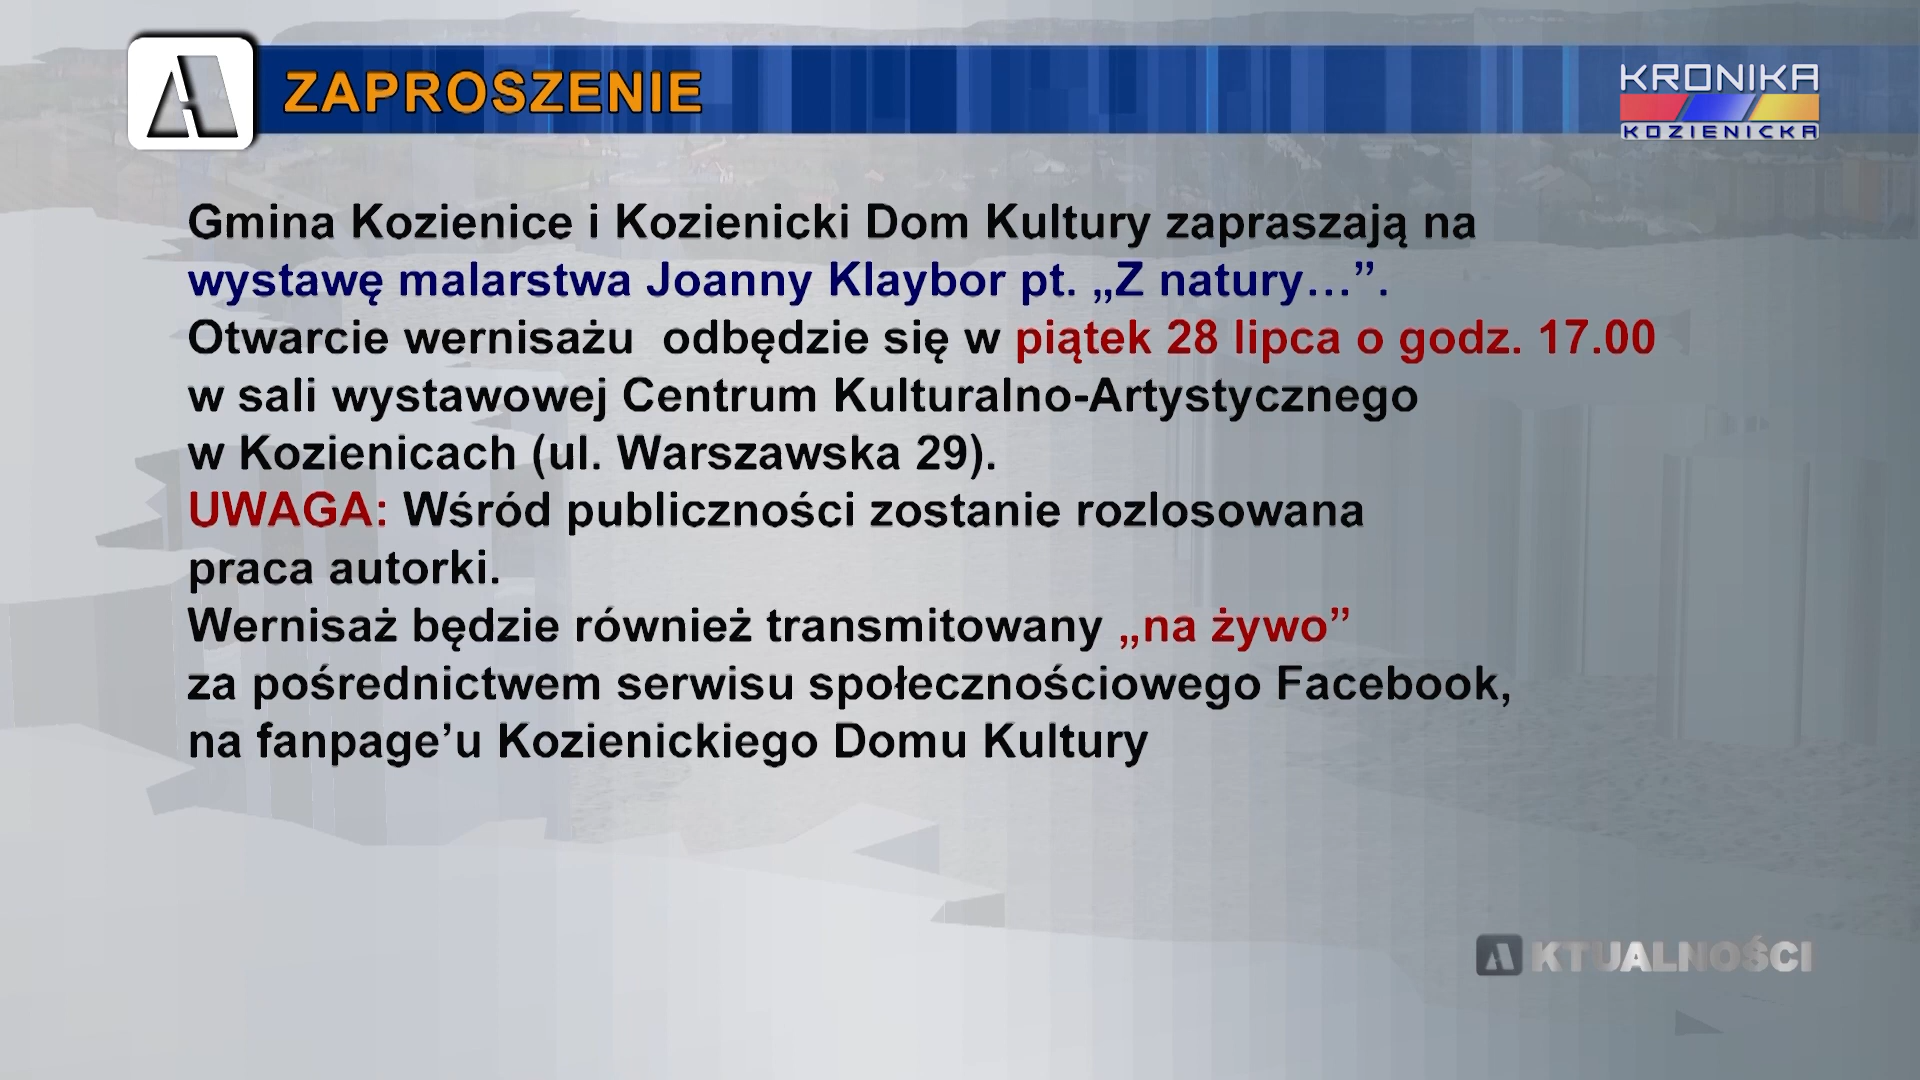 ZAPROSZENIE
KRONIKA
KOZIENICKA
Gmina Kozienice i Kozienicki Dom Kultury zapraszają na
wystawę malarstwa Joanny Klaybor pt. „Z natury…”.
Otwarcie wernisażu  odbędzie się w piątek 28 lipca o godz. 17.00
w sali wystawowej Centrum Kulturalno-Artystycznego
w Kozienicach (ul. Warszawska 29).
UWAGA: Wśród publiczności zostanie rozlosowana
praca autorki.
Wernisaż będzie również transmitowany „na żywo”
za pośrednictwem serwisu społecznościowego Facebook,
na fanpage’u Kozienickiego Domu Kultury
AKTUALNOŚCI